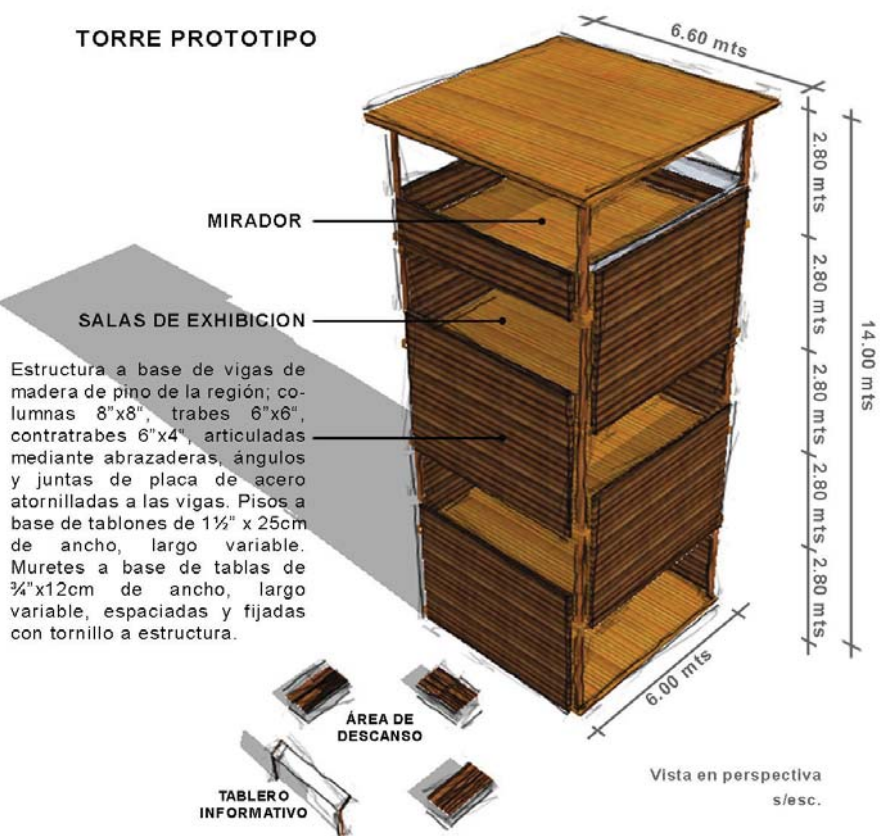 TORRE PROTOTIPO
6.60 mts
2.80 mts
MIRADOR
2.80 mts
SALAS DE EXHIBICION
14.00 mts
Estructura a base de vigas de
madera de pino de la región; co-
lumnas 8"x8", trabes 6"x6",
contratrabes 6"x4", articuladas
mediante abrazaderas, ángulos
y juntas de placa de acero
atornilladas a las vigas. Pisos a
base de tablones de 1½" x 25cm
de ancho, largo variable.
Muretes a base de tablas de
¾"x12cm de ancho, largo
variable, espaciadas y fijadas
con tornillo a estructura.
2.80 mts
2.80 mts
2.80 mts
6.00 mts
ÁREA DE
DESCANSO
TABLERO
INFORMATIVO
Vista en perspectiva
s/esc.